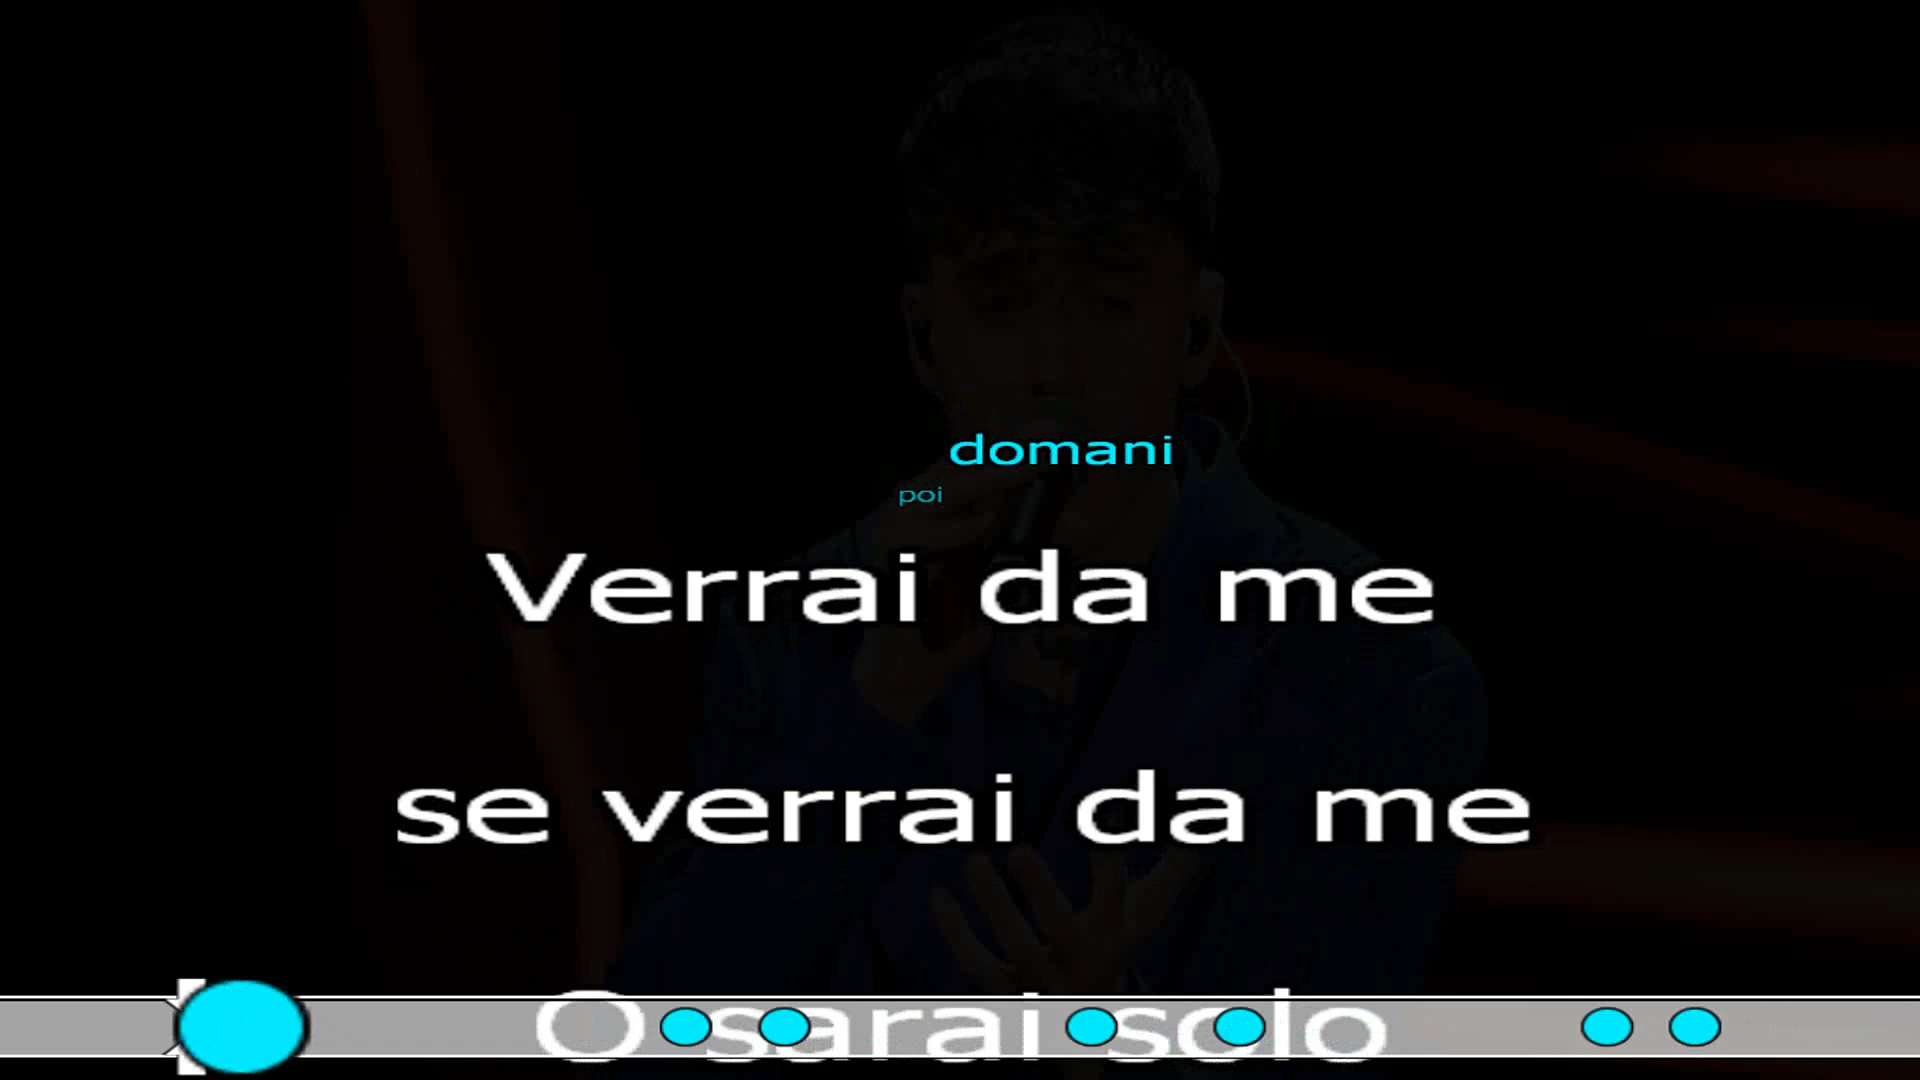 domani
poi
Verrai da me
se verrai da me
O sarai solo